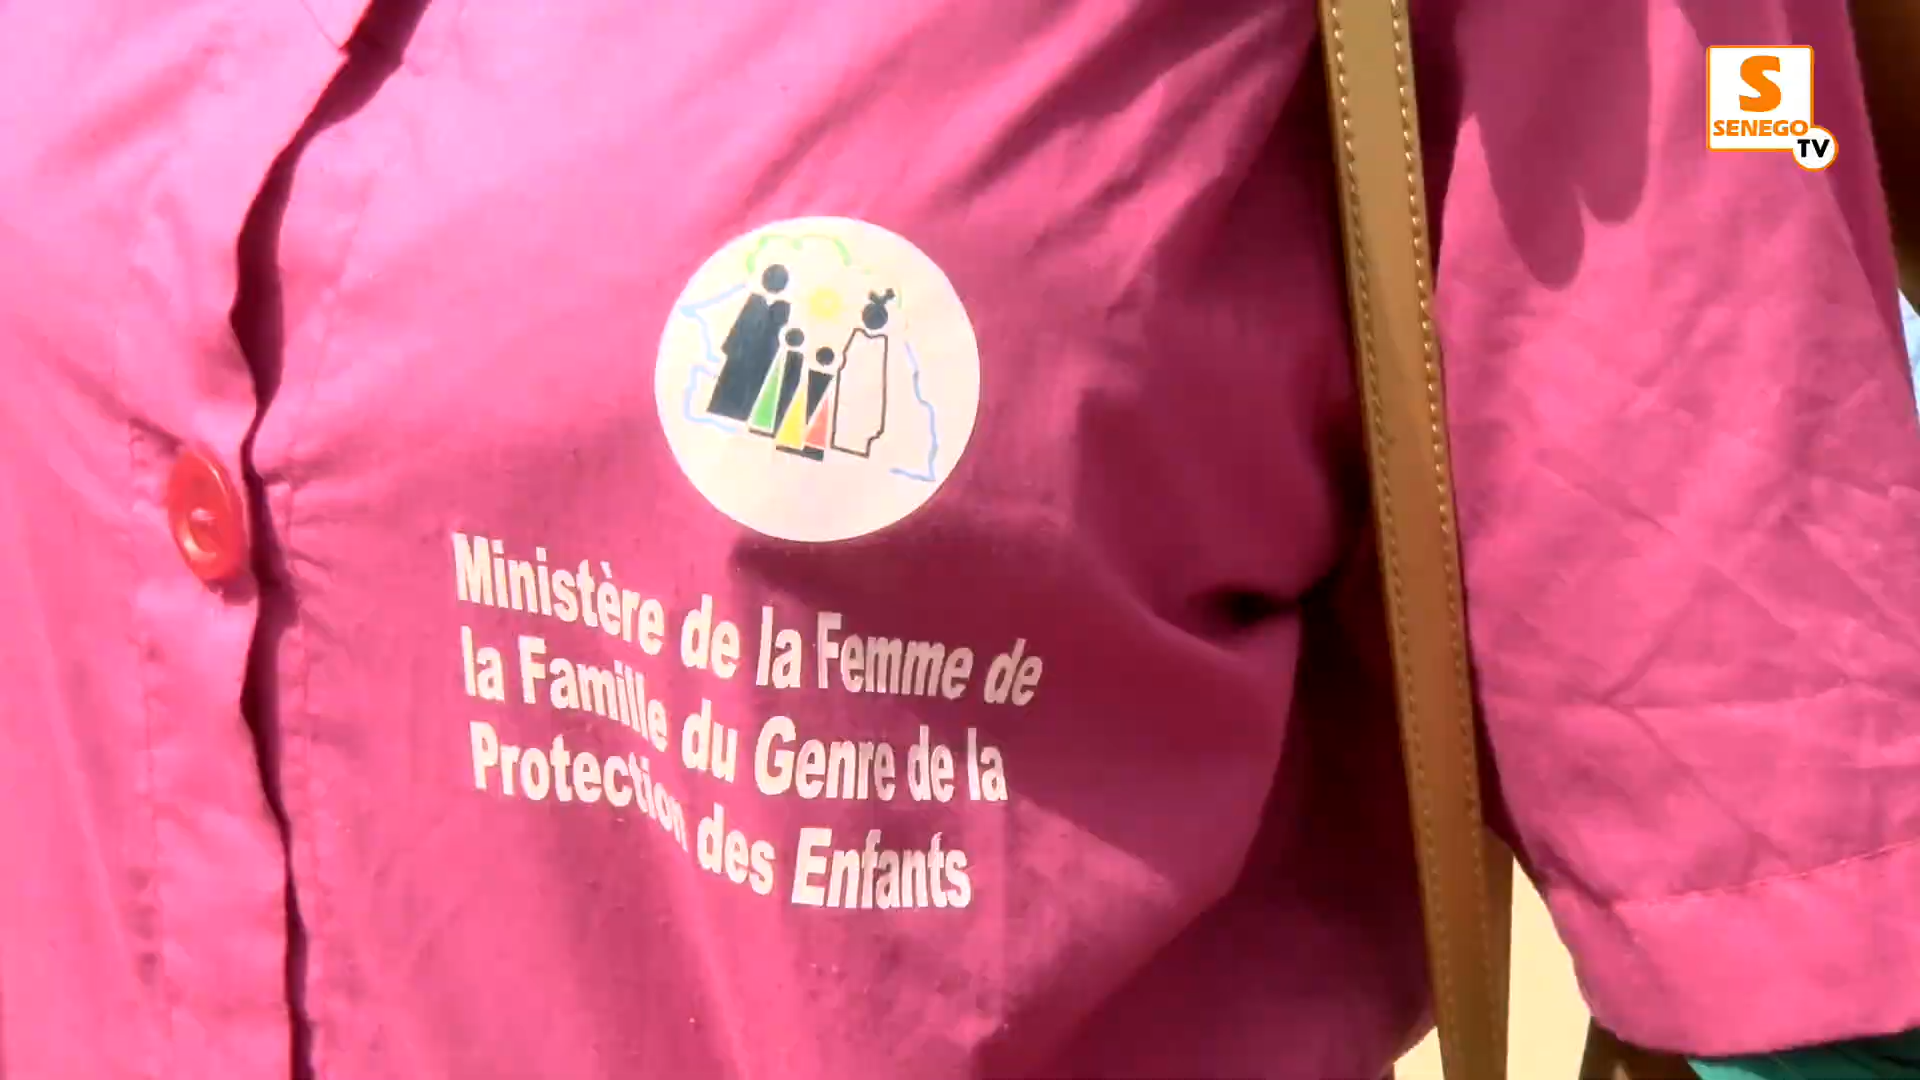 S
SENEGO
TV
Ministère de la Femme de
la Famille du Genre de la
Protection des Enfants